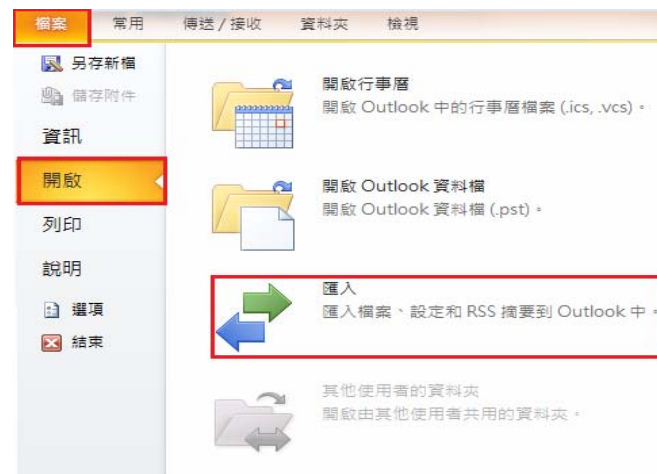 檔案 常用 傳送 / 接收 資料夾 檢視
另存新檔
儲存附件
資訊
開啟
列印
說明
選項
結束
開啟行事曆
開啟 Outlook 中的行事曆檔案 (.ics, .vcs)。
開啟 Outlook 資料檔
開啟 Outlook 資料檔 (.pst)。
匯入
匯入檔案、設定和 RSS 摘要到 Outlook 中。
其他使用者的資料夾
開啟由其他使用者共用的資料夾。